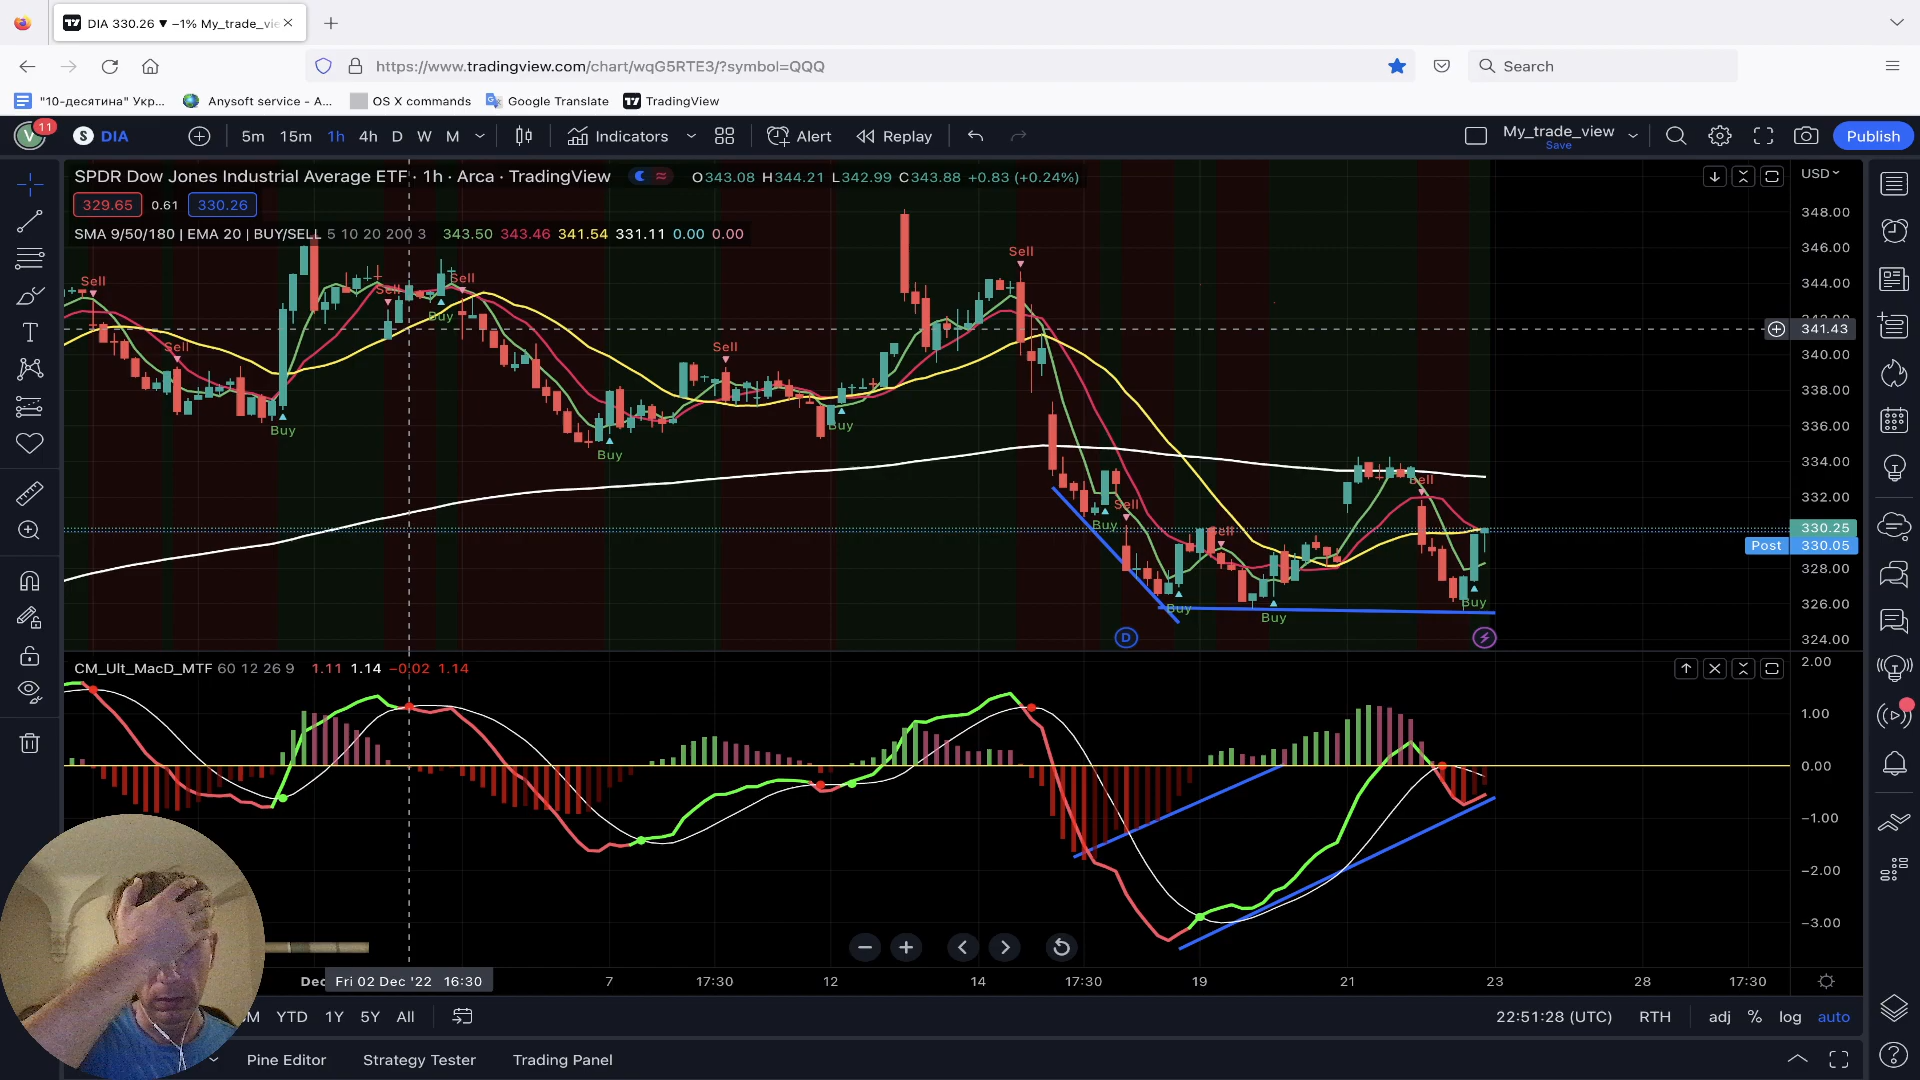 DIA 330.26 ▼ −1% My_trade_vie
https://www.tradingview.com/chart/wqG5RTE3/?symbol=QQQ
Search
"10-десятина" Укр...
Anysoft service - A...
OS X commands
Google Translate
TradingView
V 11
S DIA
5m 15m 1h 4h D W M
Indicators
Alert
Replay
My_trade_view
Save
Publish
SPDR Dow Jones Industrial Average ETF · 1h · Arca · TradingView
O343.08 H344.21 L342.99 C343.88 +0.83 (+0.24%)
USD
329.65 0.61 330.26
SMA 9/50/180 | EMA 20 | BUY/SELL 5 10 20 200 3 343.50 343.46 341.54 331.11 0.00 0.00
348.00
346.00
344.00
341.43
340.00
338.00
336.00
334.00
332.00
330.25
Post 330.05
328.00
326.00
324.00
Sell
Sell
Sell
Sell
Sell
Sell
Sell
Sell
Sell
Buy
Buy
Buy
Buy
Buy
Buy
Buy
Buy
D
CM_Ult_MacD_MTF 60 12 26 9 1.11 1.14 −0.02 1.14
2.00
1.00
0.00
−1.00
−2.00
−3.00
Dec Fri 02 Dec '22 16:30 7 17:30 12 14 17:30 19 21 23 28 17:30
M YTD 1Y 5Y All
22:51:28 (UTC) RTH adj % log auto
Pine Editor Strategy Tester Trading Panel